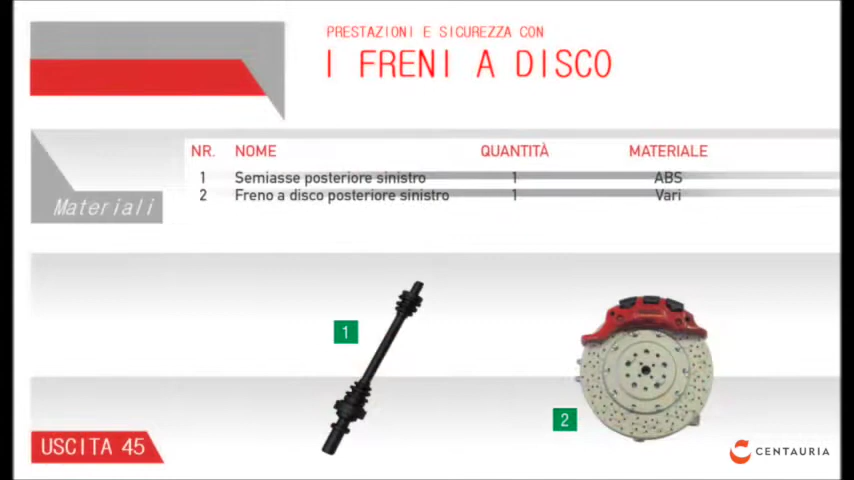 PRESTAZIONI E SICUREZZA CON
I FRENI A DISCO
NR. NOME QUANTITÀ MATERIALE
1 Semiasse posteriore sinistro 1 ABS
2 Freno a disco posteriore sinistro 1 Vari
Materiali
1
2
USCITA 45
CENTAURIA